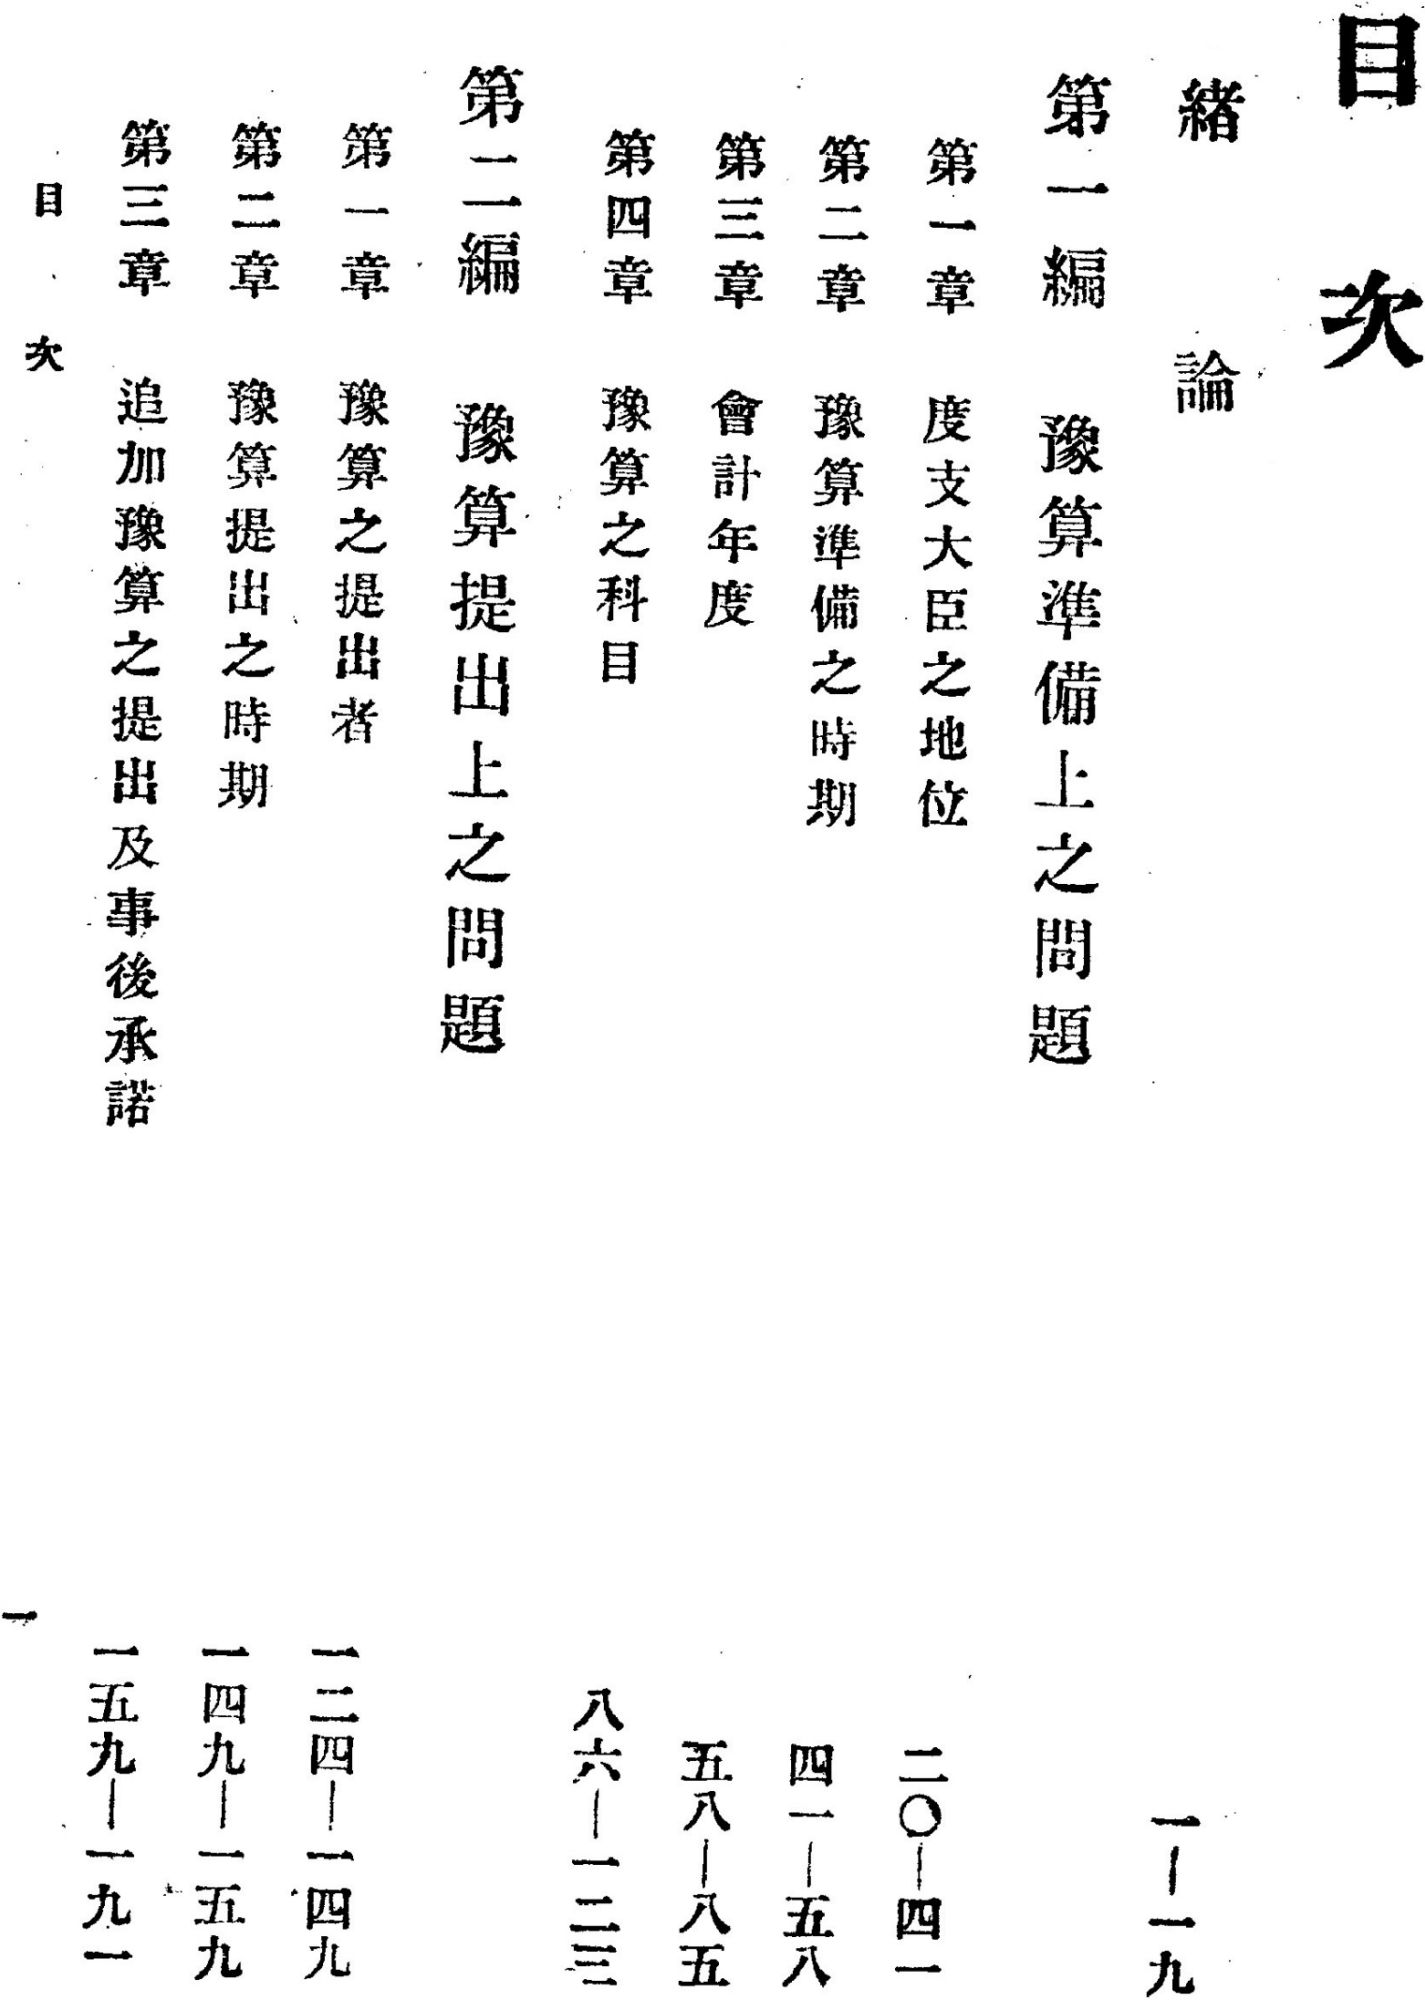 目次
緒論 一—一九
第一編 豫算準備上之問題
第一章 度支大臣之地位 二〇—四一
第二章 豫算準備之時期 四一—五八
第三章 會計年度 五八—八五
第四章 豫算之科目 八六—一二三
第二編 豫算提出上之問題
第一章 豫算之提出者 一二四—一四九
第二章 豫算提出之時期 一四九—一五九
第三章 追加豫算之提出及事後承諾 一五九—一九一
目次 一